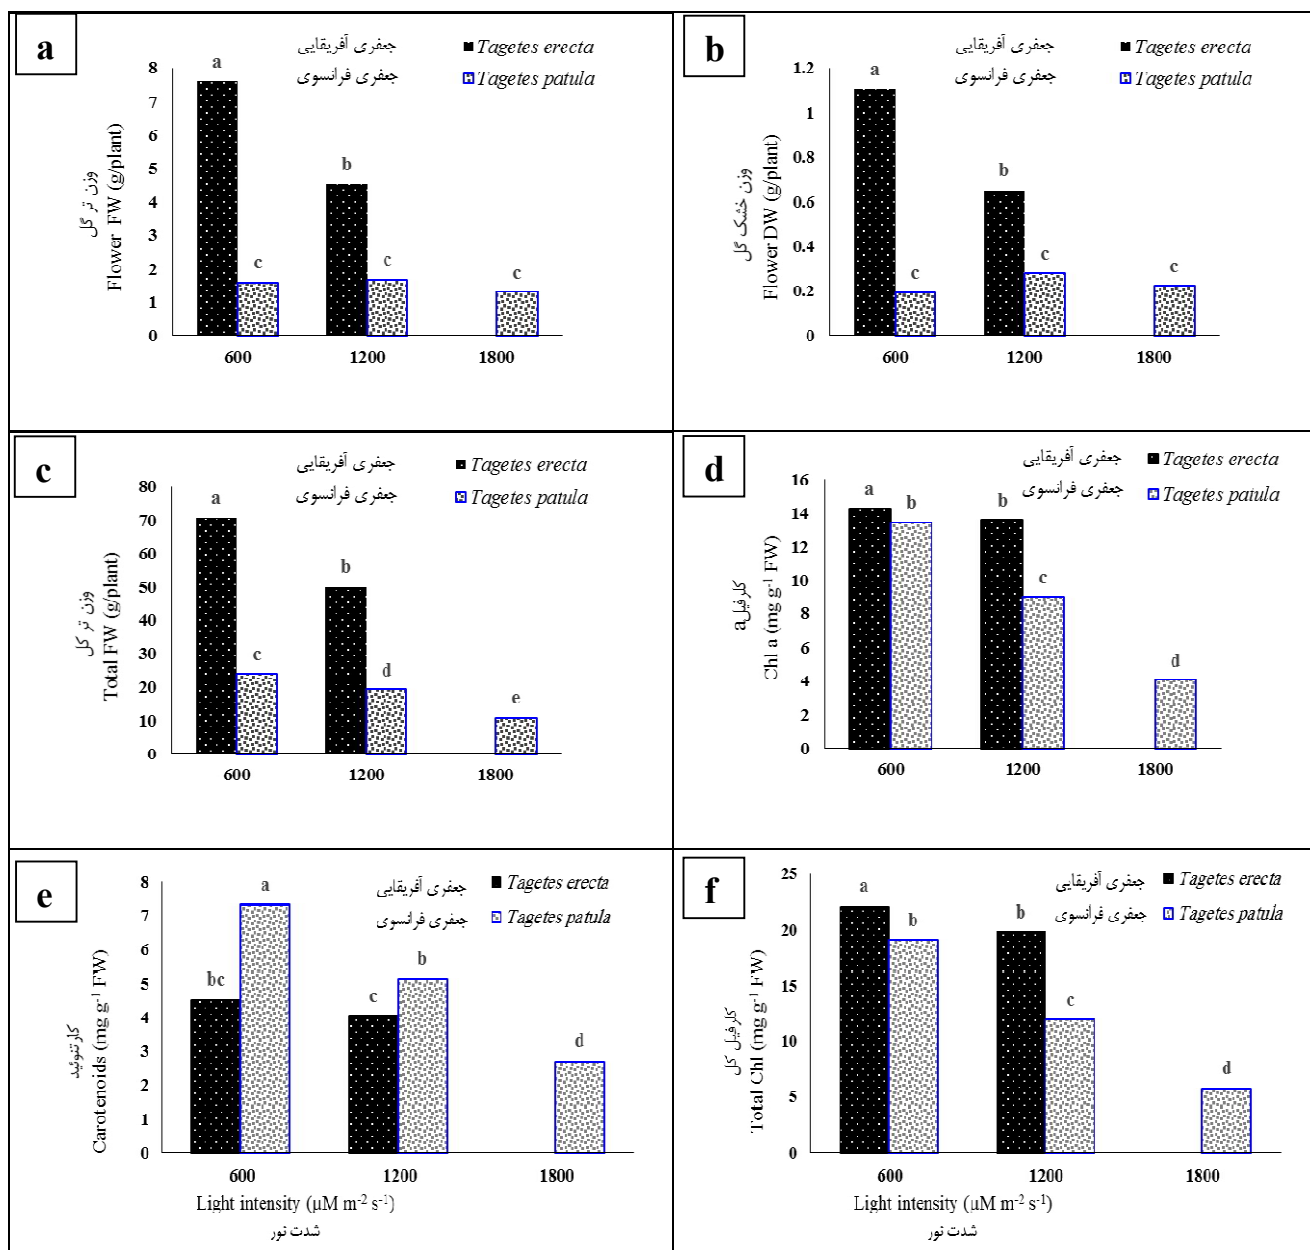 a
جعفری آفریقایی
جعفری فرانسوی
Tagetes erecta
Tagetes patula
وزن تر گل
Flower FW (g/plant)
8
7
6
5
4
3
2
1
0
a
c
b
c
c
600
1200
1800
b
جعفری آفریقایی
جعفری فرانسوی
Tagetes erecta
Tagetes patula
وزن خشک گل
Flower DW (g/plant)
1.2
1
0.8
0.6
0.4
0.2
0
a
c
b
c
c
600
1200
1800
c
جعفری آفریقایی
جعفری فرانسوی
Tagetes erecta
Tagetes patula
وزن تر کل
Total FW (g/plant)
80
70
60
50
40
30
20
10
0
a
c
b
d
e
600
1200
1800
d
جعفری آفریقایی
جعفری فرانسوی
Tagetes erecta
Tagetes patula
کلرفیل a
Chl a (mg g-1 FW)
16
14
12
10
8
6
4
2
0
a
b
b
c
d
600
1200
1800
e
جعفری آفریقایی
جعفری فرانسوی
Tagetes erecta
Tagetes patula
کارتنوئید
Carotenoids (mg g-1 FW)
8
7
6
5
4
3
2
1
0
bc
a
c
b
d
600
1200
1800
Light intensity (µM m-2 s-1)
شدت نور
f
جعفری آفریقایی
جعفری فرانسوی
Tagetes erecta
Tagetes patula
کلرفیل کل
Total Chl (mg g-1 FW)
25
20
15
10
5
0
a
b
b
c
d
600
1200
1800
Light intensity (µM m-2 s-1)
شدت نور